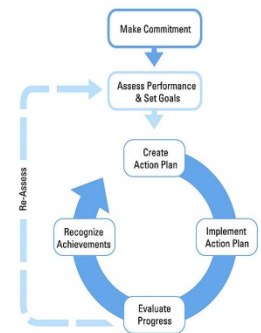 Make Commitment
Assess Performance
& Set Goals
Create
Action Plan
Implement
Action Plan
Evaluate
Progress
Recognize
Achievements
Re-Assess